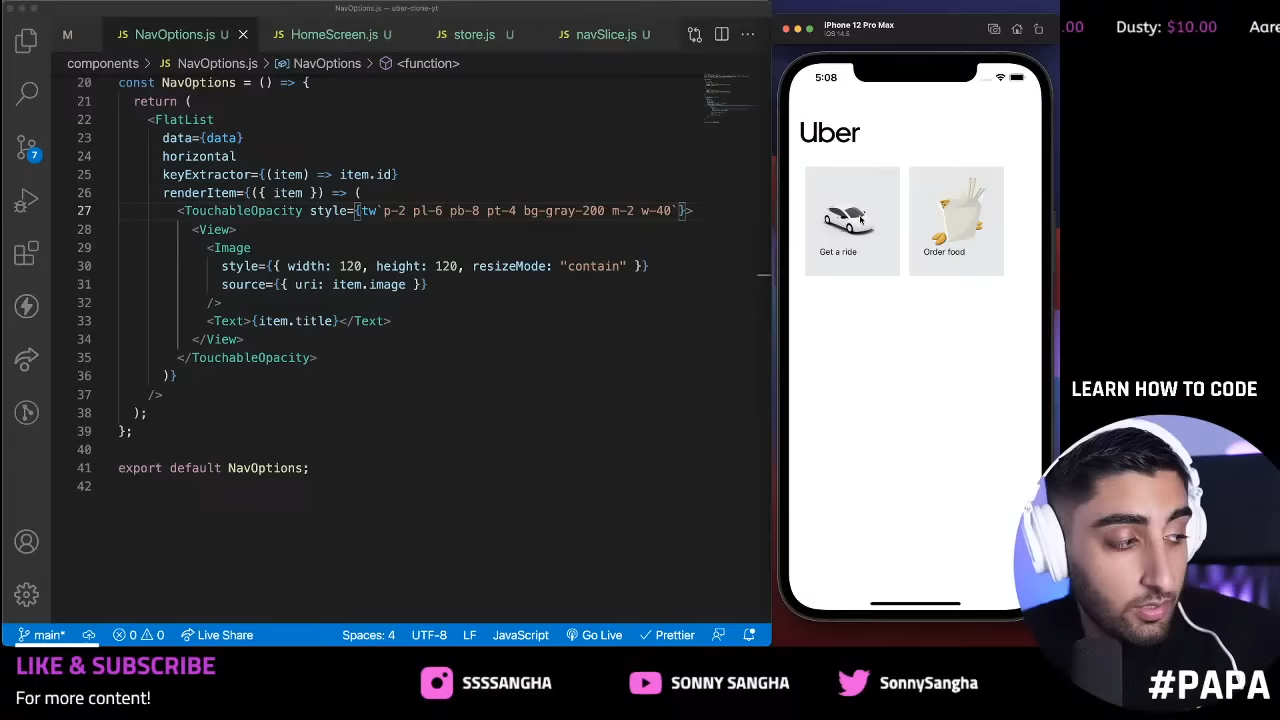 NavOptions.js — uber-clone-yt
M
JS NavOptions.js U
JS HomeScreen.js U
JS store.js U
JS navSlice.js U
components > JS NavOptions.js > NavOptions > <function>
20 const NavOptions = () => {
21 return (
22 <FlatList
23 data={data}
24 horizontal
25 keyExtractor={(item) => item.id}
26 renderItem={({ item }) => (
27 <TouchableOpacity style={tw`p-2 pl-6 pb-8 pt-4 bg-gray-200 m-2 w-40`}>
28 <View>
29 <Image
30 style={{ width: 120, height: 120, resizeMode: "contain" }}
31 source={{ uri: item.image }}
32 />
33 <Text>{item.title}</Text>
34 </View>
35 </TouchableOpacity>
36 )}
37 />
38 );
39 };
40
41 export default NavOptions;
42
7
main*
0 0
Live Share
Spaces: 4
UTF-8
LF
JavaScript
Go Live
Prettier
iPhone 12 Pro Max
iOS 14.5
5:08
Uber
Get a ride
Order food
.00
Dusty: $10.00
Aare
LEARN HOW TO CODE
LIKE & SUBSCRIBE
For more content!
SSSSANGHA
SONNY SANGHA
SonnySangha
#PAPA